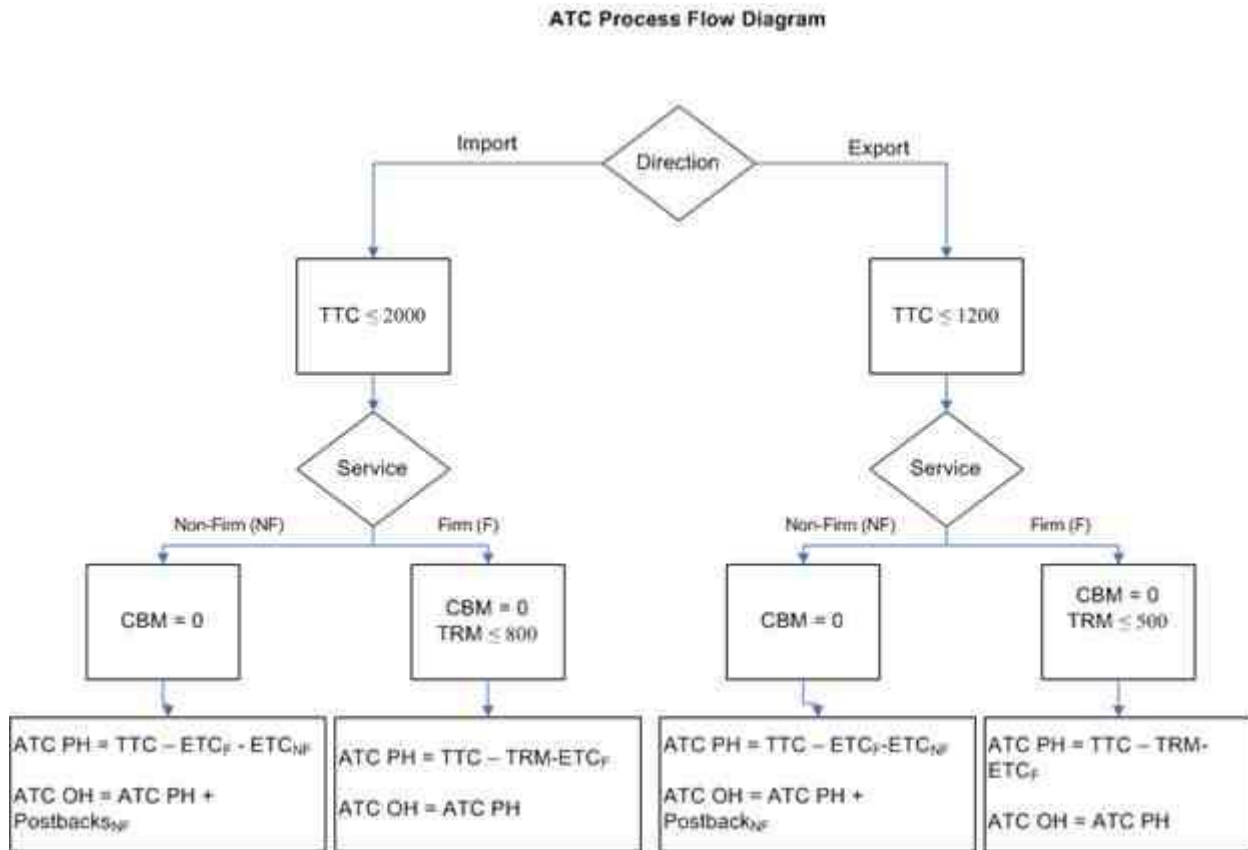 ATC Process Flow Diagram
Import
Direction
Export
TTC ≤ 2000
TTC ≤ 1200
Service
Service
Non-Firm (NF)
Firm (F)
Non-Firm (NF)
Firm (F)
CBM = 0
CBM = 0
TRM ≤ 800
CBM = 0
CBM = 0
TRM ≤ 500
ATC PH = TTC – ETCF - ETCNF
ATC OH = ATC PH +
PostbacksNF
ATC PH = TTC – TRM-ETCF
ATC OH = ATC PH
ATC PH = TTC – ETCF-ETCNF
ATC OH = ATC PH +
PostbackNF
ATC PH = TTC – TRM-
ETCF
ATC OH = ATC PH